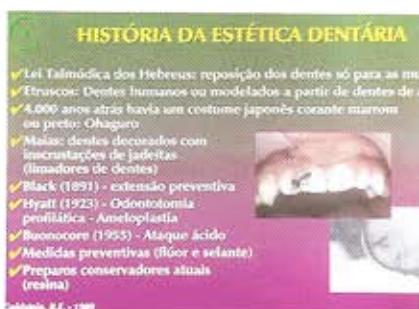 HISTÓRIA DA ESTÉTICA DENTÁRIA
Lei Talmúdica dos Hebreus: reposição dos dentes só para as
Etruscos: Dentes humanos ou modelados a partir de dentes de
4.000 anos atrás havia um costume japonês corante marrom
ou preto: Ohaguro
Maias: dentes decorados com
inscrustações de jadeítas
(limadores de dentes)
Black (1891) - extensão preventiva
Hyatt (1923) - Odontotomia
profilática - Ameloplastia
Buonocore (1955) - Ataque ácido
Medidas preventivas (flúor e selante)
Preparos conservadores atuais
(resina)